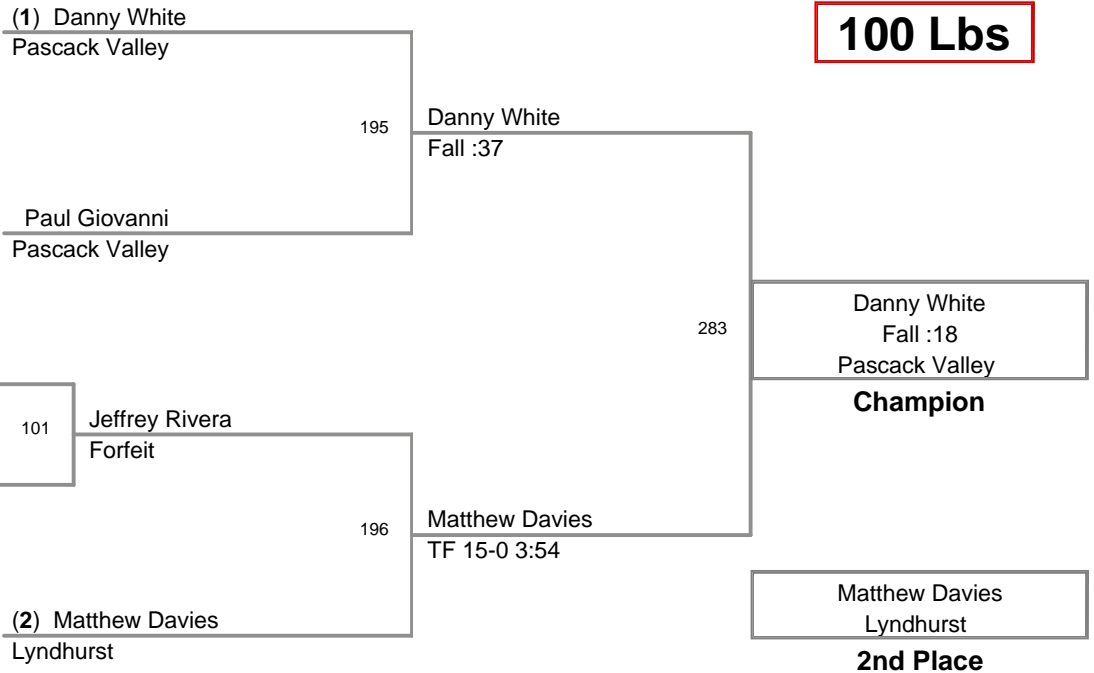 (1) Danny White
Pascack Valley
100 Lbs
195
Danny White
Fall :37
Paul Giovanni
Pascack Valley
283
Danny White
Fall :18
Pascack Valley
Champion
101
Jeffrey Rivera
Forfeit
196
Matthew Davies
TF 15-0 3:54
(2) Matthew Davies
Lyndhurst
Matthew Davies
Lyndhurst
2nd Place